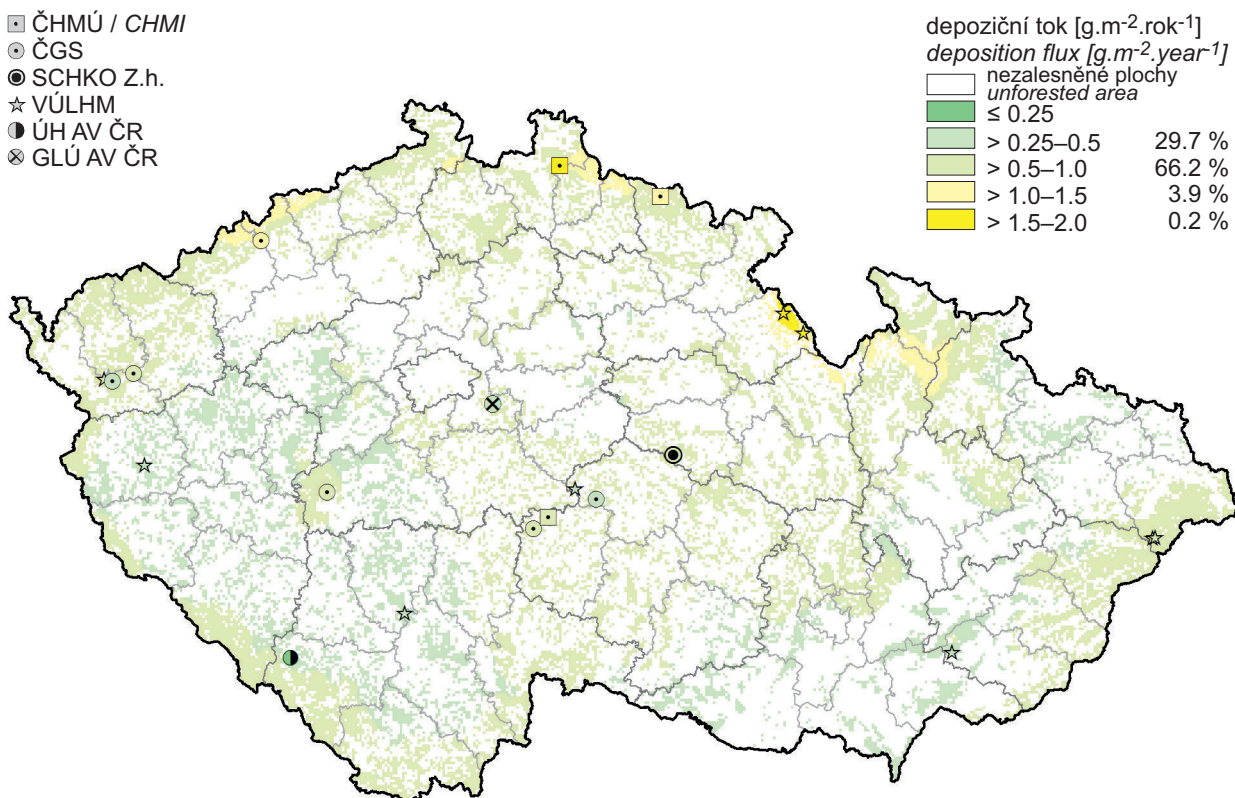 ČHMÚ / CHMI
ČGS
SCHKO Z.h.
VÚLHM
ÚH AV ČR
GLÚ AV ČR
depoziční tok [g.m-2.rok-1]
deposition flux [g.m-2.year-1]
nezalesněné plochy
unforested area
≤ 0.25
> 0.25–0.5 29.7 %
> 0.5–1.0 66.2 %
> 1.0–1.5 3.9 %
> 1.5–2.0 0.2 %